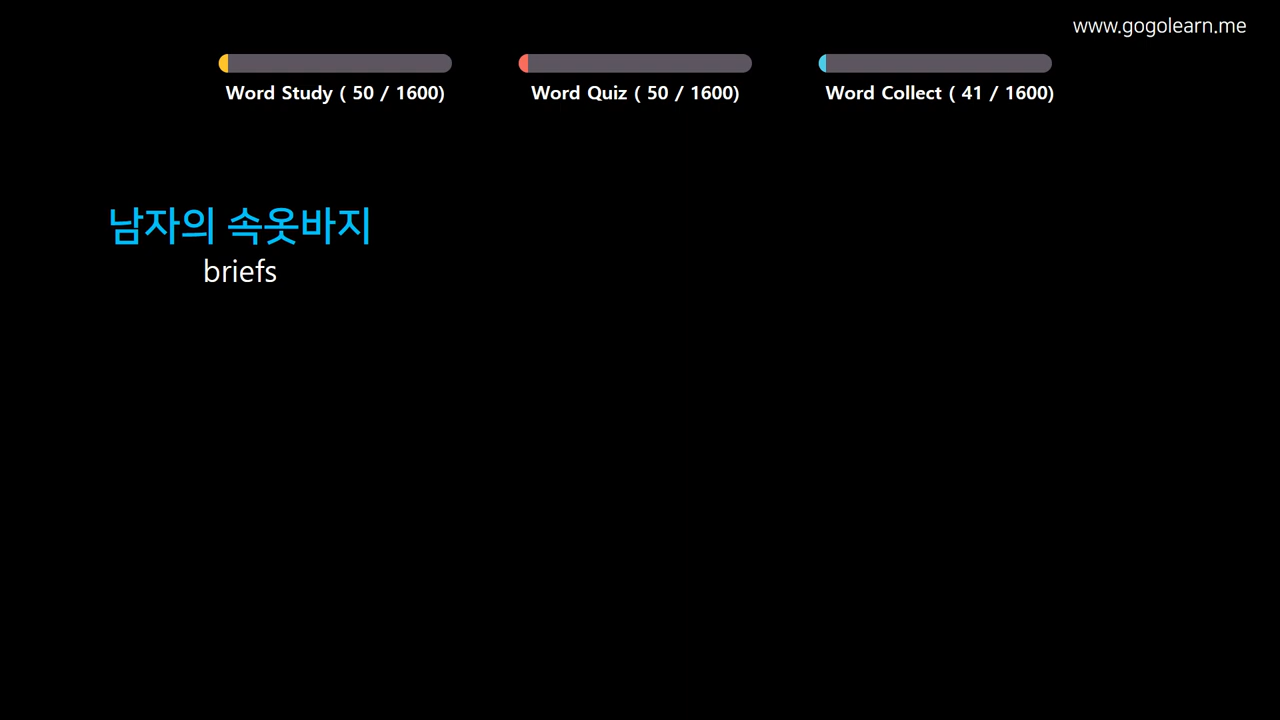 www.gogolearn.me
Word Study ( 50 / 1600)
Word Quiz ( 50 / 1600)
Word Collect ( 41 / 1600)
남자의 속옷바지
briefs